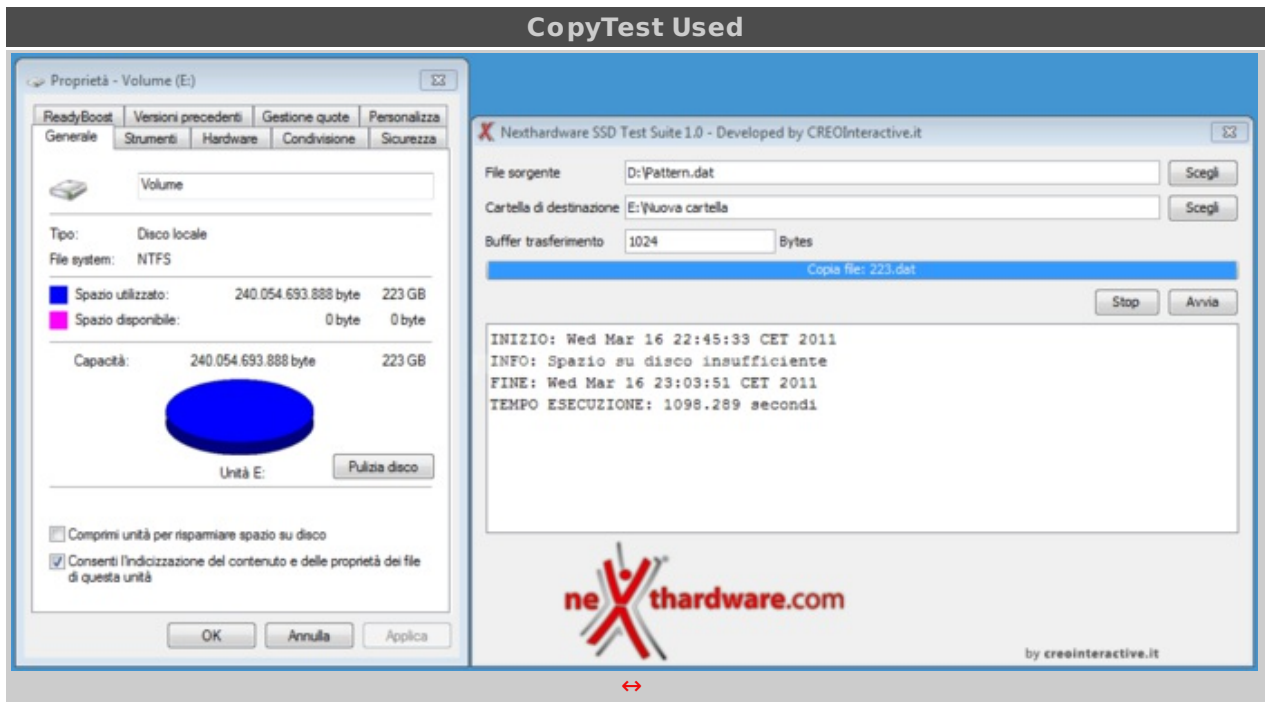 CopyTest Used
Proprietà - Volume (E:)
ReadyBoost Versioni precedenti Gestione quote Personalizza
Generale Strumenti Hardware Condivisione Sicurezza
Volume
Tipo: Disco locale
File system: NTFS
Spazio utilizzato: 240.054.693.888 byte 223 GB
Spazio disponibile: 0 byte 0 byte
Capacità: 240.054.693.888 byte 223 GB
Unità E:
Pulizia disco
Comprimi unità per risparmiare spazio su disco
Consenti l'indicizzazione del contenuto e delle proprietà dei file
di questa unità
OK Annulla Applica
Nexthardware SSD Test Suite 1.0 - Developed by CREOInteractive.it
File sorgente D:\Pattern.dat Scegli
Cartella di destinazione E:\Nuova cartella Scegli
Buffer trasferimento 1024 Bytes
Copia file: 223.dat
Stop Avvia
INIZIO: Wed Mar 16 22:45:33 CET 2011
INFO: Spazio su disco insufficiente
FINE: Wed Mar 16 23:03:51 CET 2011
TEMPO ESECUZIONE: 1098.289 secondi
nexthardware.com
by creointeractive.it
↔